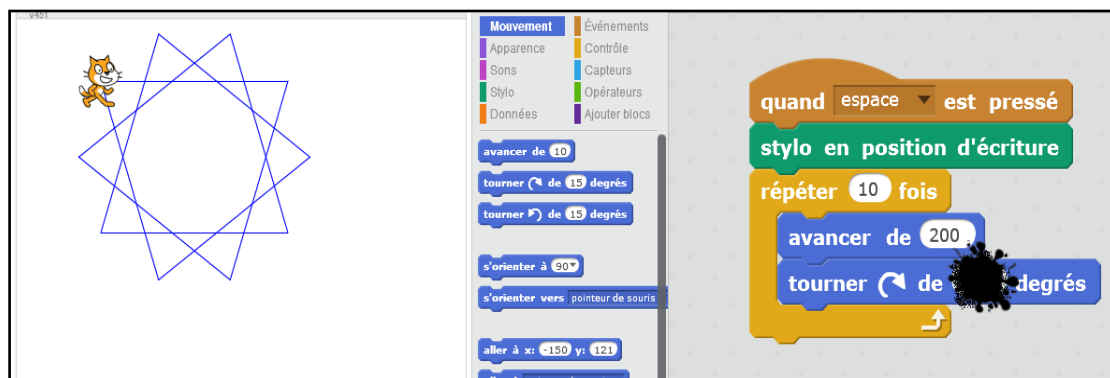 v451
Mouvement Événements
Apparence Contrôle
Sons Capteurs
Stylo Opérateurs
Données Ajouter blocs
avancer de 10
tourner de 15 degrés
tourner de 15 degrés
s'orienter à 90
s'orienter vers pointeur de souris
aller à x: -150 y: 121
quand espace est pressé
stylo en position d'écriture
répéter 10 fois
avancer de 200
tourner de degrés